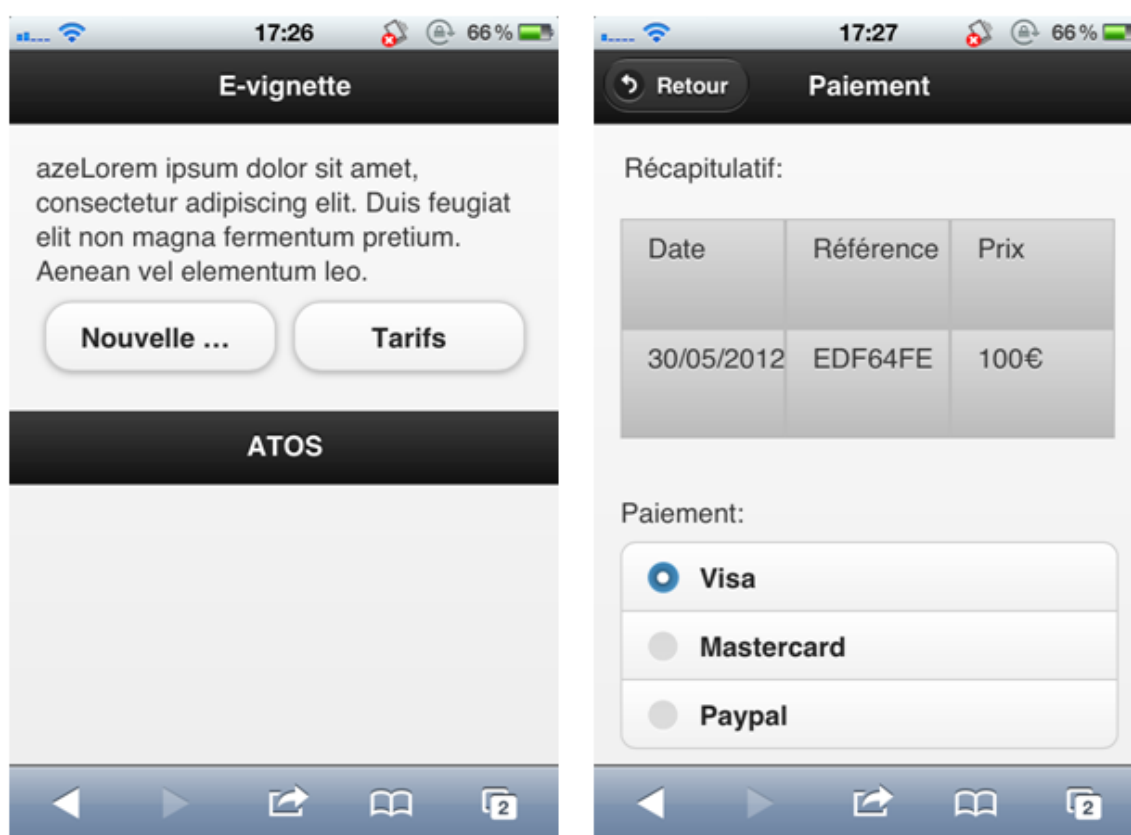 17:26
66 %
E-vignette
azeLorem ipsum dolor sit amet,
consectetur adipiscing elit. Duis feugiat
elit non magna fermentum pretium.
Aenean vel elementum leo.
Nouvelle ...
Tarifs
ATOS
2
17:27
66 %
Retour
Paiement
Récapitulatif:
Date Référence Prix
30/05/2012 EDF64FE 100€
Paiement:
Visa
Mastercard
Paypal
2